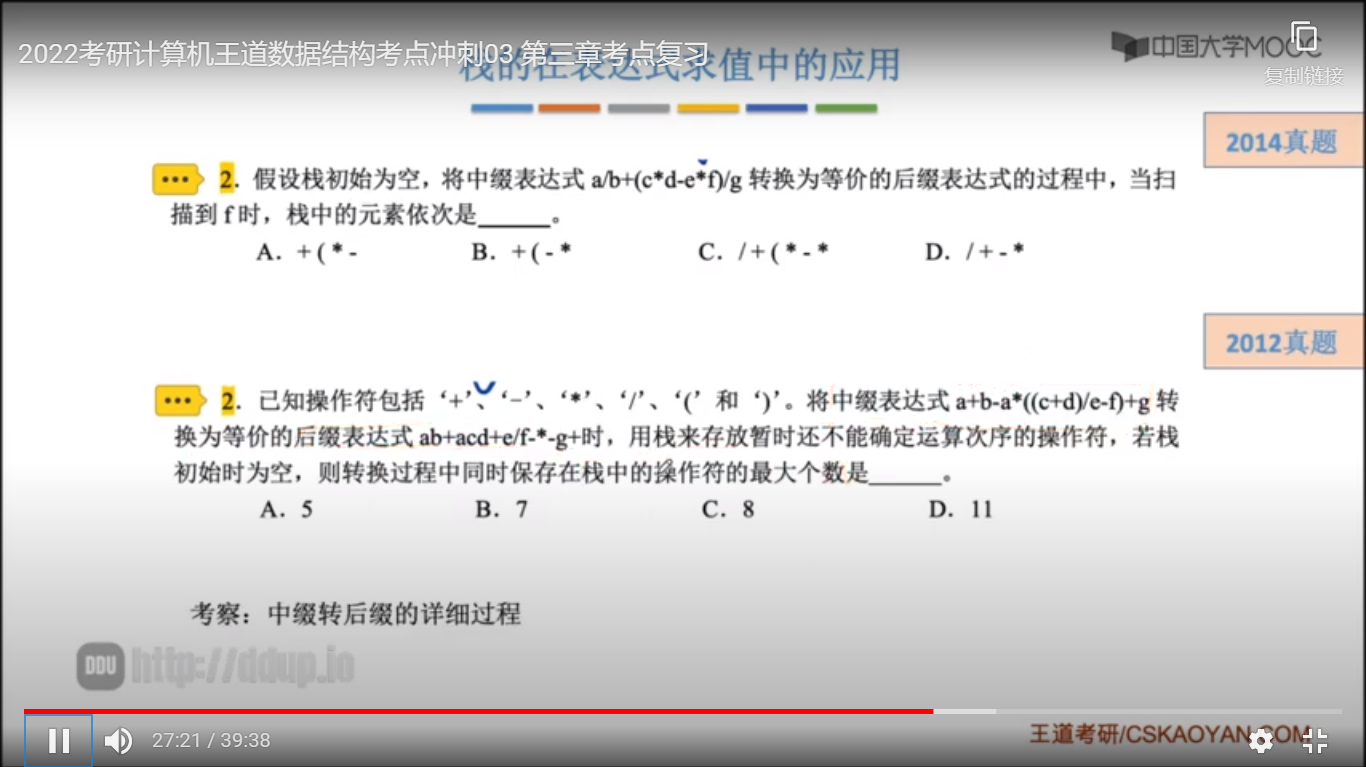 2022考研计算机王道数据结构考点冲刺03 第三章考点复习
栈的在表达式求值中的应用
中国大学MOOC
复制链接
2014真题
2. 假设栈初始为空，将中缀表达式 a/b+(c*d-e*f)/g 转换为等价的后缀表达式的过程中，当扫
描到 f 时，栈中的元素依次是______。
A. + ( * - B. + ( - * C. / + ( * - * D. / + - *
2012真题
2. 已知操作符包括‘+’、‘-’、‘*’、‘/’、‘(’和‘)’。将中缀表达式 a+b-a*((c+d)/e-f)+g 转
换为等价的后缀表达式 ab+acd+e/f-*-g+时，用栈来存放暂时还不能确定运算次序的操作符，若栈
初始时为空，则转换过程中同时保存在栈中的操作符的最大个数是______。
A. 5 B. 7 C. 8 D. 11
考察：中缀转后缀的详细过程
DDU http://ddup.io
王道考研/CSKAOYAN.COM
27:21 / 39:38